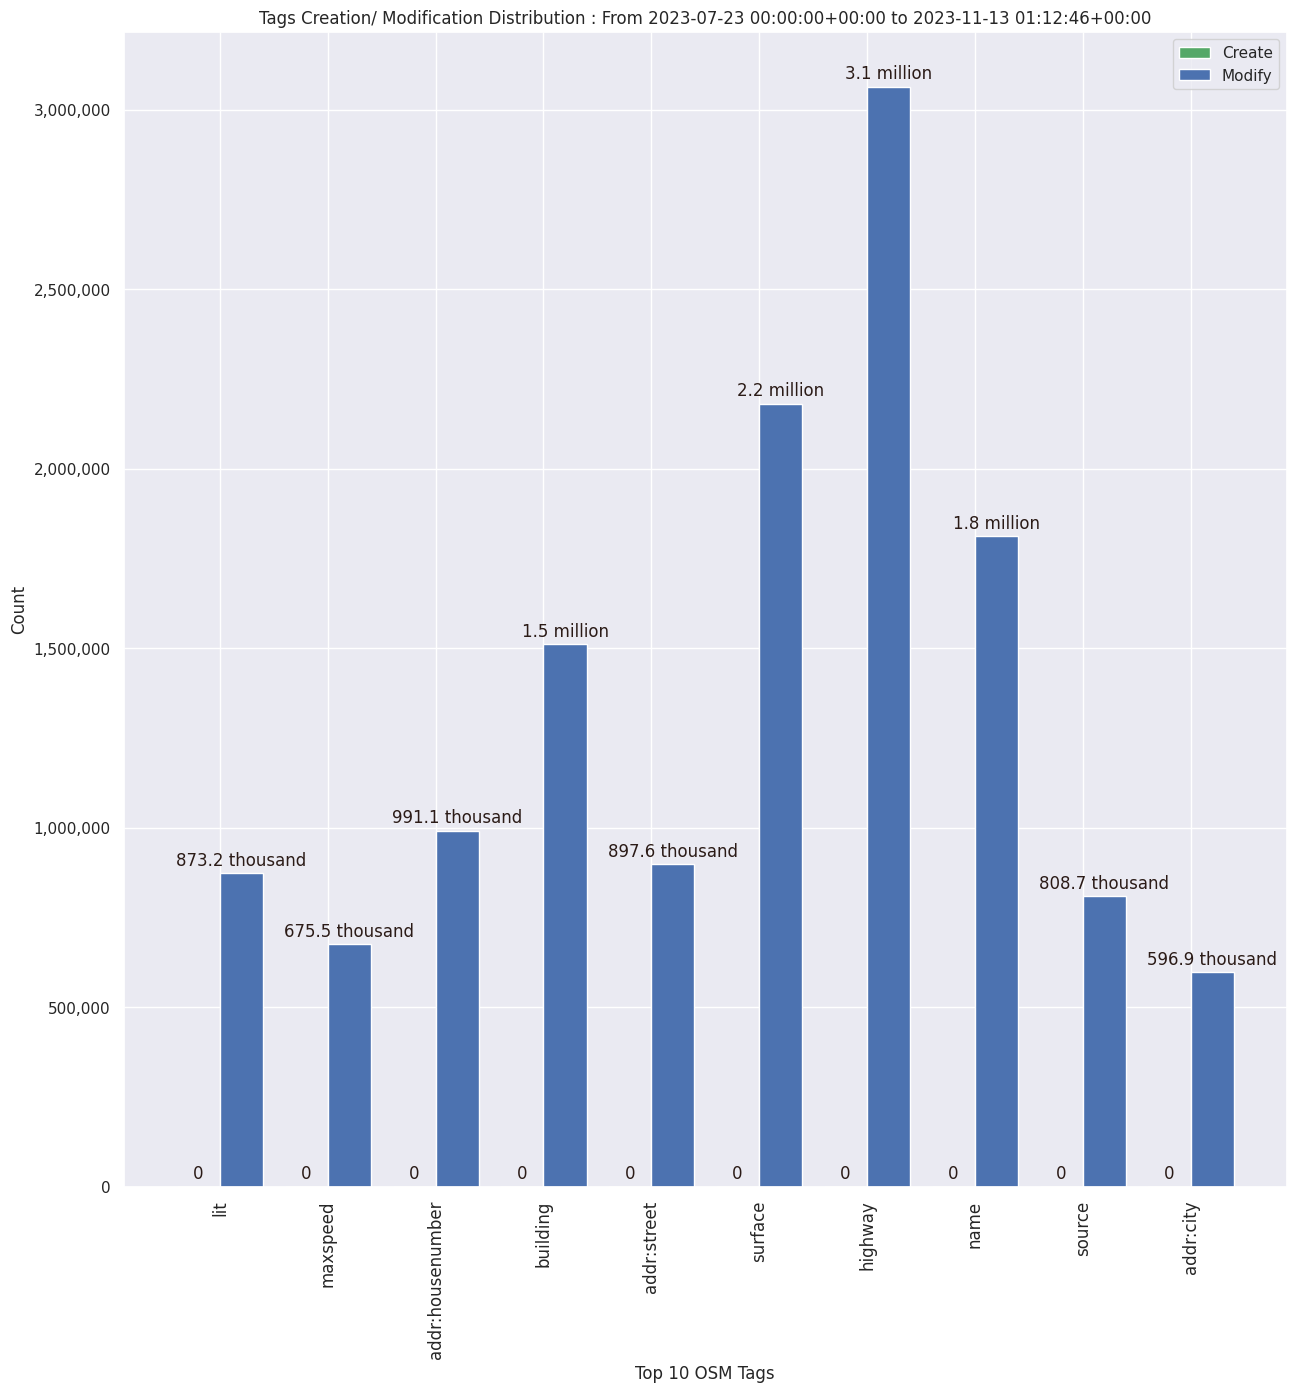 Tags Creation/ Modification Distribution : From 2023-07-23 00:00:00+00:00 to 2023-11-13 01:12:46+00:00
Create
Modify
Count
3,000,000
2,500,000
2,000,000
1,500,000
1,000,000
500,000
0
873.2 thousand
675.5 thousand
991.1 thousand
1.5 million
897.6 thousand
2.2 million
3.1 million
1.8 million
808.7 thousand
596.9 thousand
0
0
0
0
0
0
0
0
0
0
lit
maxspeed
addr:housenumber
building
addr:street
surface
highway
name
source
addr:city
Top 10 OSM Tags